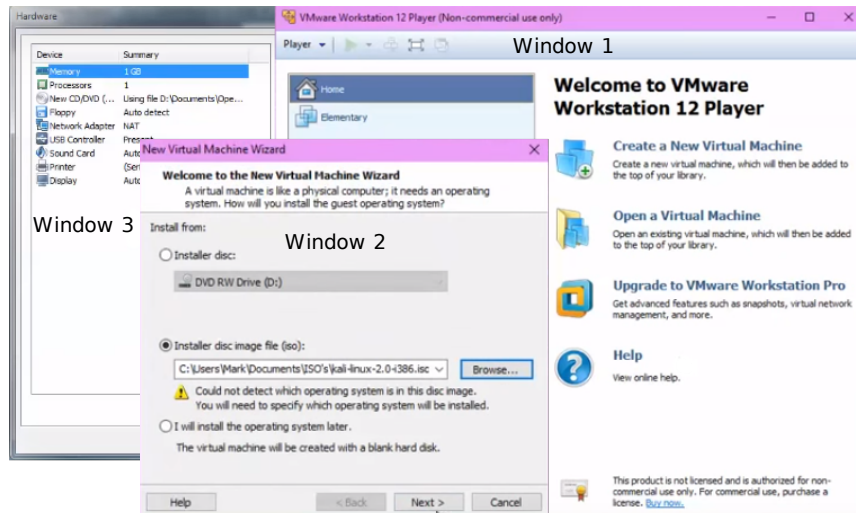 Hardware
Device Summary
Memory 1 GB
Processors 1
New CD/DVD (... Using file D:\Documents\Ope...
Floppy Auto detect
Network Adapter NAT
USB Controller Present
Sound Card Auto
Printer (Seri
Display Auto
Window 3
VMware Workstation 12 Player (Non-commercial use only)
Player
Window 1
Home
Elementary
Welcome to VMware
Workstation 12 Player
Create a New Virtual Machine
Create a new virtual machine, which will then be added to
the top of your library.
Open a Virtual Machine
Open an existing virtual machine, which will then be added
to the top of your library.
Upgrade to VMware Workstation Pro
Get advanced features such as snapshots, virtual network
management, and more.
Help
View online help.
This product is not licensed and is authorized for non-
commercial use only. For commercial use, purchase a
license. Buy now.
New Virtual Machine Wizard
Welcome to the New Virtual Machine Wizard
A virtual machine is like a physical computer; it needs an operating
system. How will you install the guest operating system?
Install from:
Window 2
Installer disc:
DVD RW Drive (D:)
Installer disc image file (iso):
C:\Users\Mark\Documents\ISO's\kali-linux-2.0-i386.isc
Browse...
Could not detect which operating system is in this disc image.
You will need to specify which operating system will be installed.
I will install the operating system later.
The virtual machine will be created with a blank hard disk.
Help < Back Next > Cancel